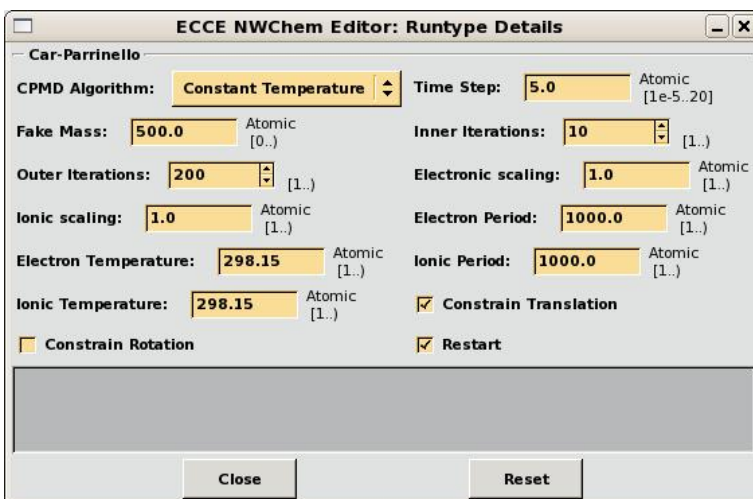 ECCE NWChem Editor: Runtype Details
Car-Parrinello
CPMD Algorithm: Constant Temperature
Time Step: 5.0 Atomic [1e-5..20]
Fake Mass: 500.0 Atomic [0..)
Inner Iterations: 10 [1..)
Outer Iterations: 200 [1..)
Electronic scaling: 1.0 Atomic [1..)
Ionic scaling: 1.0 Atomic [1..)
Electron Period: 1000.0 Atomic [1..)
Electron Temperature: 298.15 Atomic [1..)
Ionic Period: 1000.0 Atomic [1..)
Ionic Temperature: 298.15 Atomic [1..)
Constrain Translation
Constrain Rotation
Restart
Close
Reset